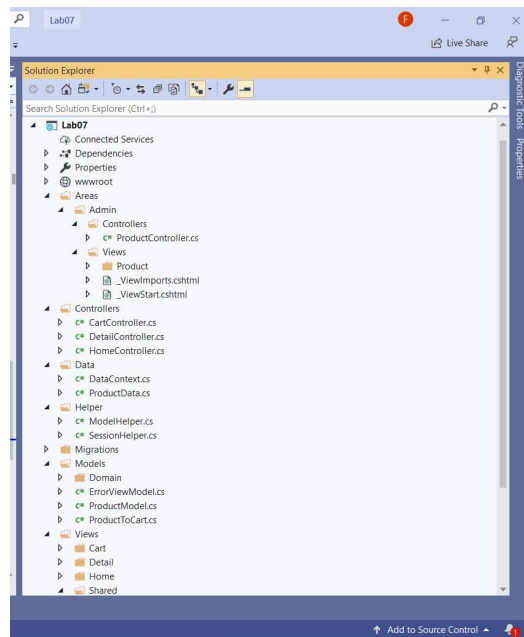 Lab07
F
Live Share
Solution Explorer
Search Solution Explorer (Ctrl+;)
Lab07
Connected Services
Dependencies
Properties
wwwroot
Areas
Admin
Controllers
C# ProductController.cs
Views
Product
_ViewImports.cshtml
_ViewStart.cshtml
Controllers
C# CartController.cs
C# DetailController.cs
C# HomeController.cs
Data
C# DataContext.cs
C# ProductData.cs
Helper
C# ModelHelper.cs
C# SessionHelper.cs
Migrations
Models
Domain
C# ErrorViewModel.cs
C# ProductModel.cs
C# ProductToCart.cs
Views
Cart
Detail
Home
Shared
Diagnostic Tools
Properties
Add to Source Control
1